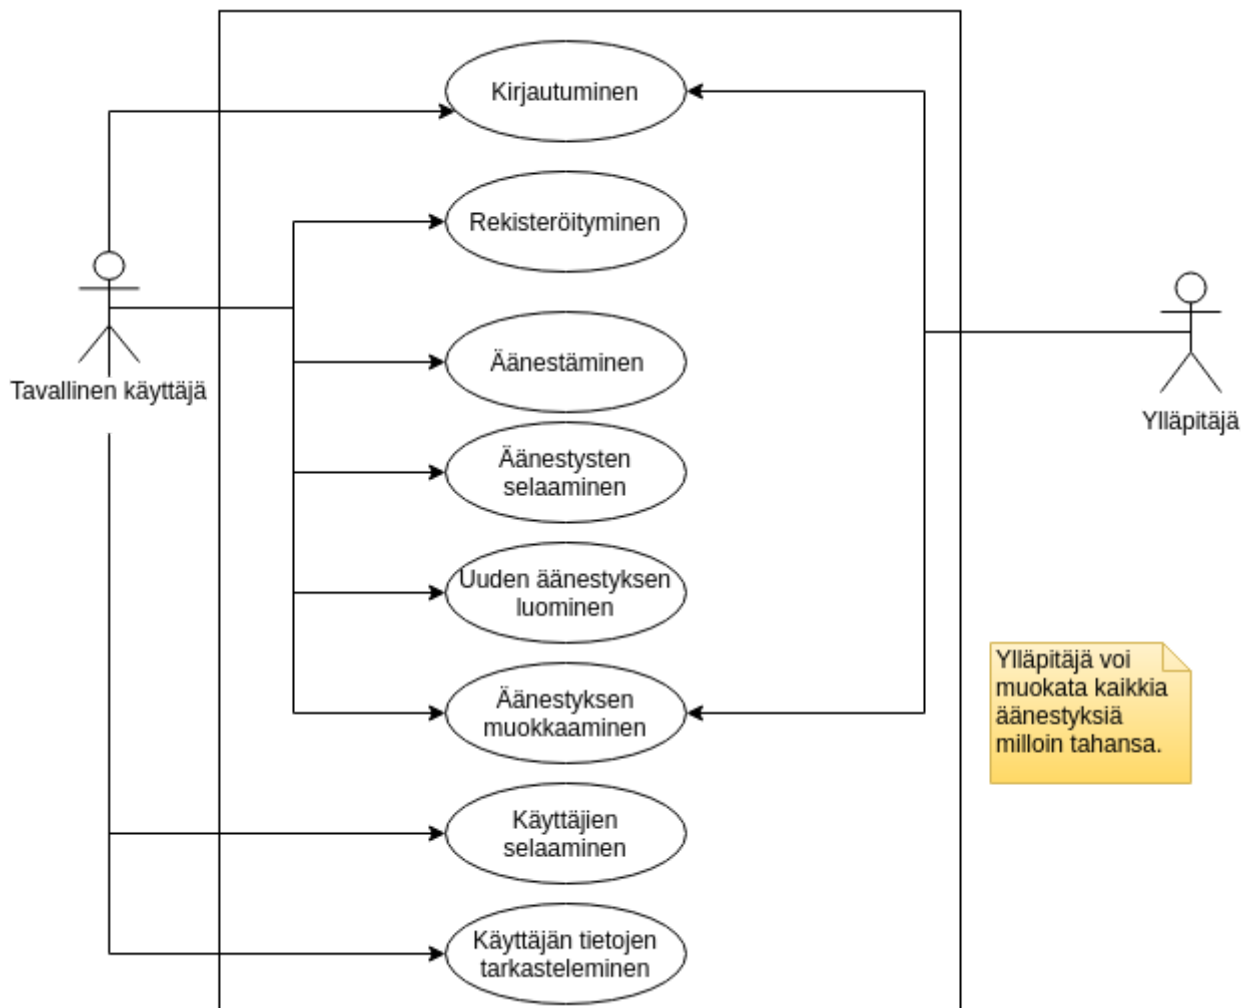 Kirjautuminen
Rekisteröityminen
Tavallinen käyttäjä
Äänestäminen
Ylläpitäjä
Äänestysten
selaaminen
Uuden äänestyksen
luominen
Äänestyksen
muokkaaminen
Ylläpitäjä voi
muokata kaikkia
äänestyksiä
milloin tahansa.
Käyttäjien
selaaminen
Käyttäjän tietojen
tarkasteleminen